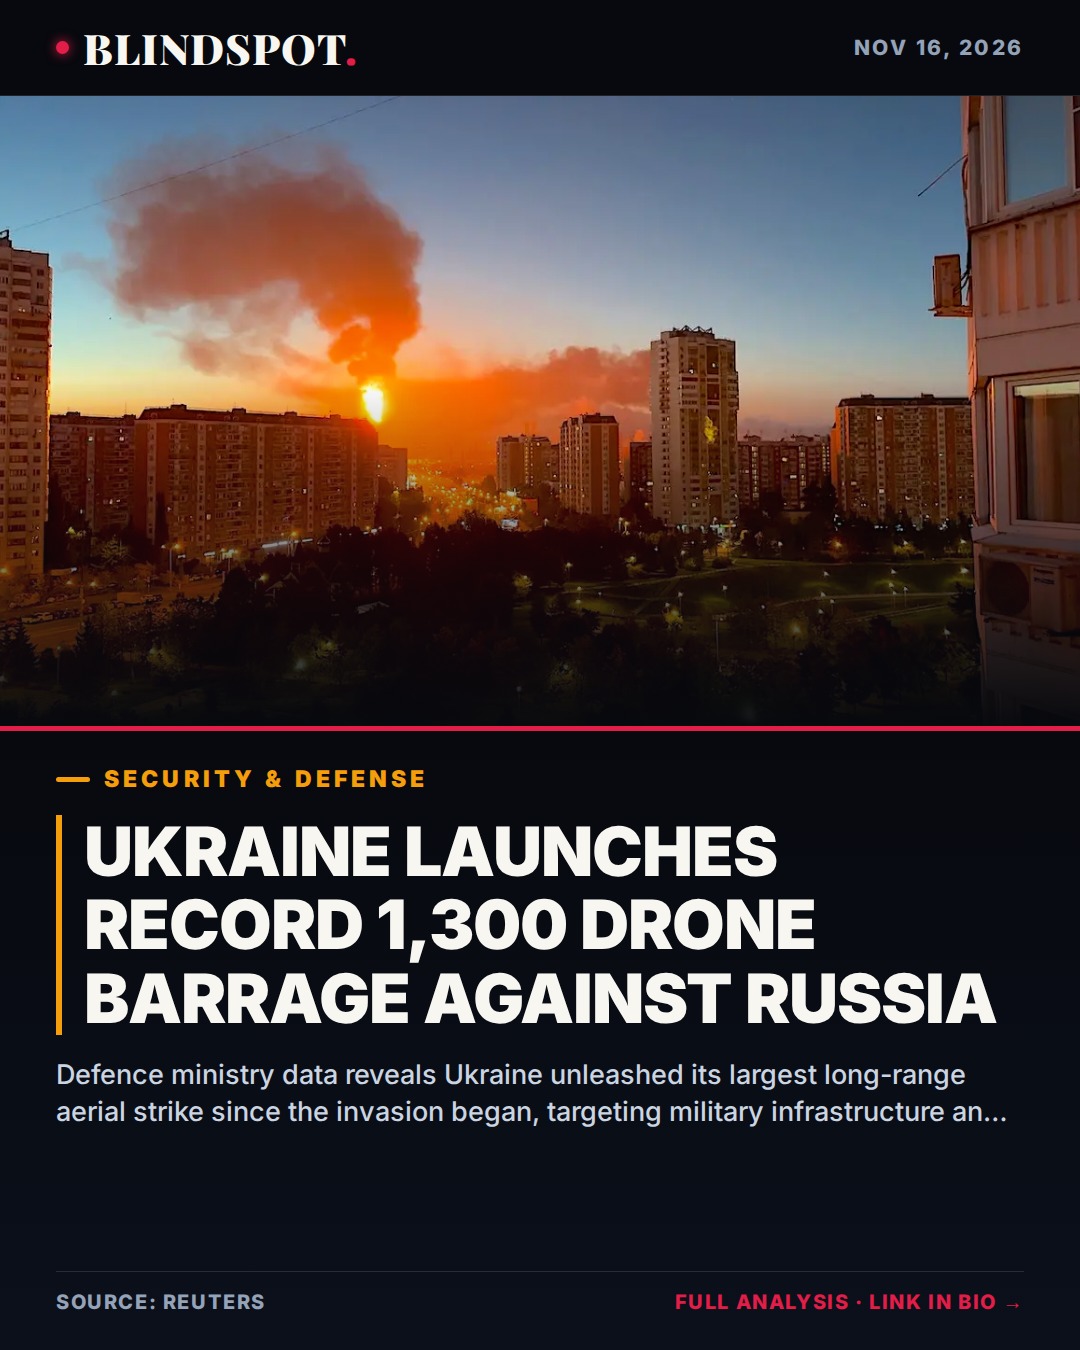 BLINDSPOT.
NOV 16, 2026
SECURITY & DEFENSE
UKRAINE LAUNCHES
RECORD 1,300 DRONE
BARRAGE AGAINST RUSSIA
Defence ministry data reveals Ukraine unleashed its largest long-range
aerial strike since the invasion began, targeting military infrastructure an...
SOURCE: REUTERS
FULL ANALYSIS · LINK IN BIO →